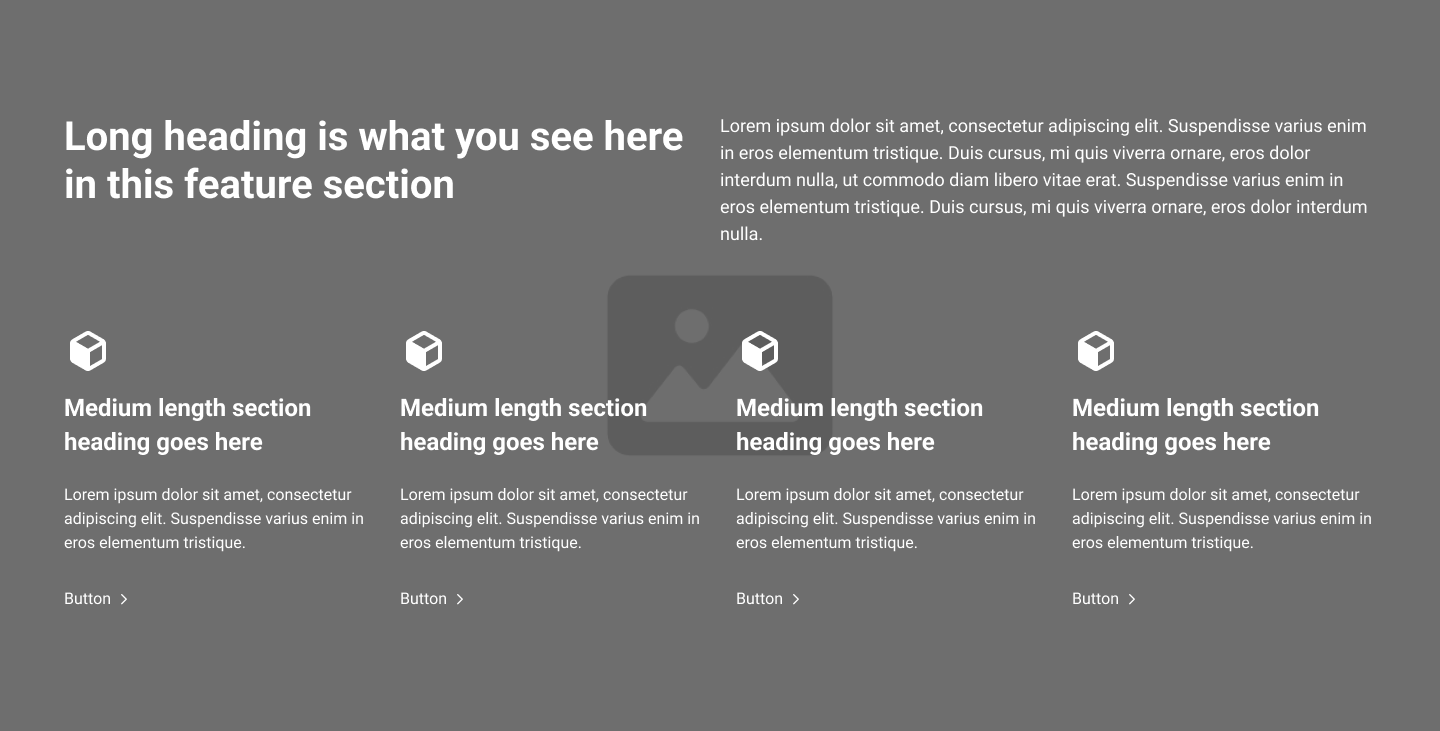 Long heading is what you see here
in this feature section
Lorem ipsum dolor sit amet, consectetur adipiscing elit. Suspendisse varius enim
in eros elementum tristique. Duis cursus, mi quis viverra ornare, eros dolor
interdum nulla, ut commodo diam libero vitae erat. Suspendisse varius enim in
eros elementum tristique. Duis cursus, mi quis viverra ornare, eros dolor interdum
nulla.
Medium length section
heading goes here
Lorem ipsum dolor sit amet, consectetur
adipiscing elit. Suspendisse varius enim in
eros elementum tristique.
Button
Medium length section
heading goes here
Lorem ipsum dolor sit amet, consectetur
adipiscing elit. Suspendisse varius enim in
eros elementum tristique.
Button
Medium length section
heading goes here
Lorem ipsum dolor sit amet, consectetur
adipiscing elit. Suspendisse varius enim in
eros elementum tristique.
Button
Medium length section
heading goes here
Lorem ipsum dolor sit amet, consectetur
adipiscing elit. Suspendisse varius enim in
eros elementum tristique.
Button